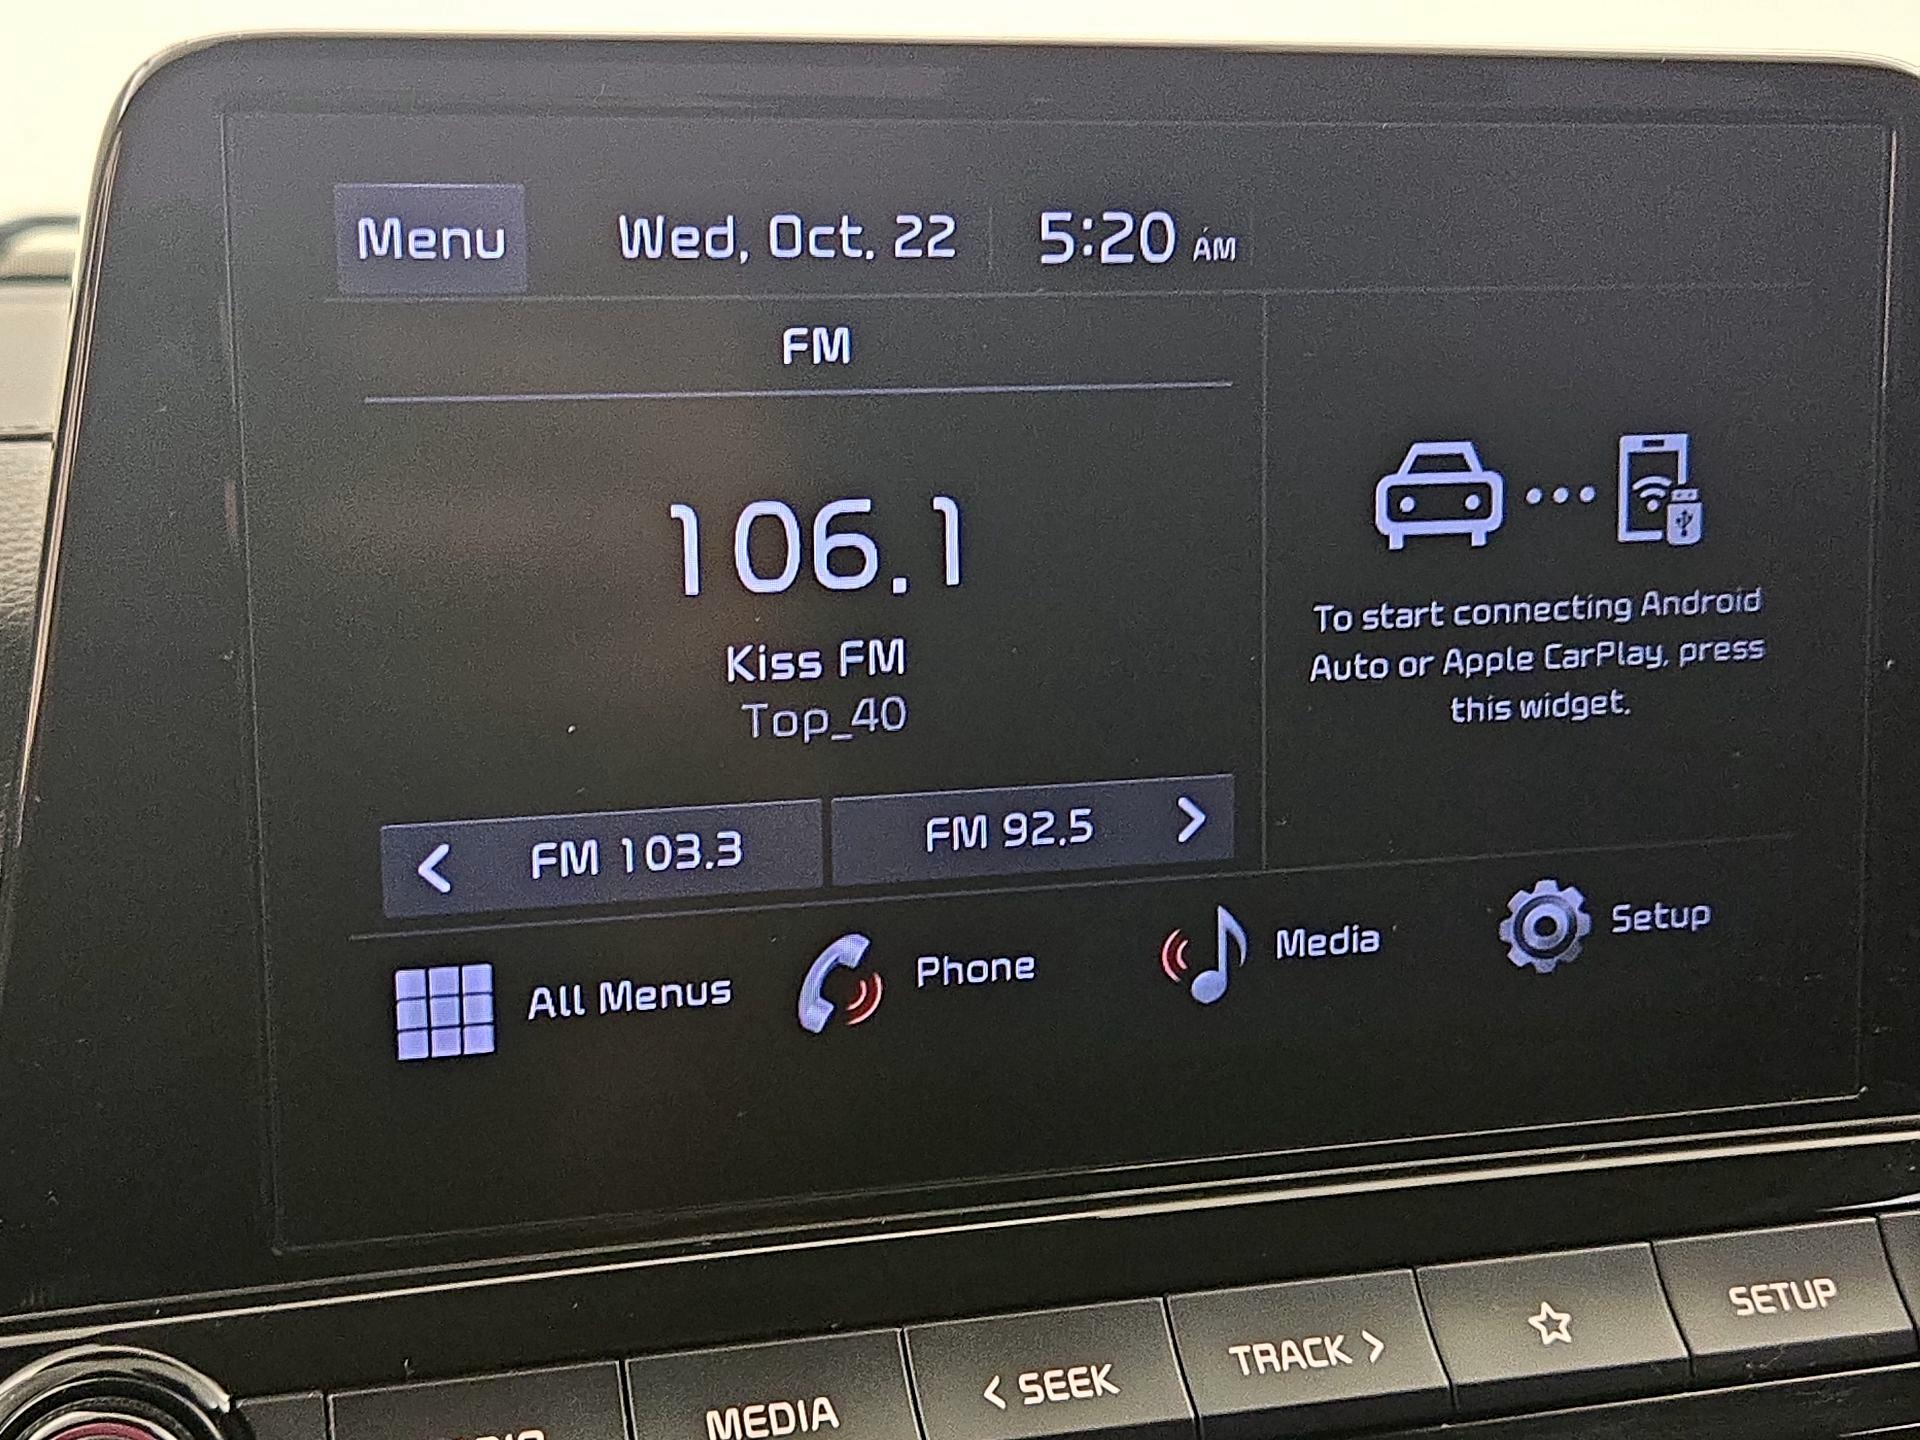 Menu Wed, Oct. 22 5:20 AM
FM
106.1
Kiss FM
Top_40
FM 103.3 FM 92.5
To start connecting Android
Auto or Apple CarPlay, press
this widget.
All Menus Phone Media Setup
MEDIA < SEEK TRACK > SETUP